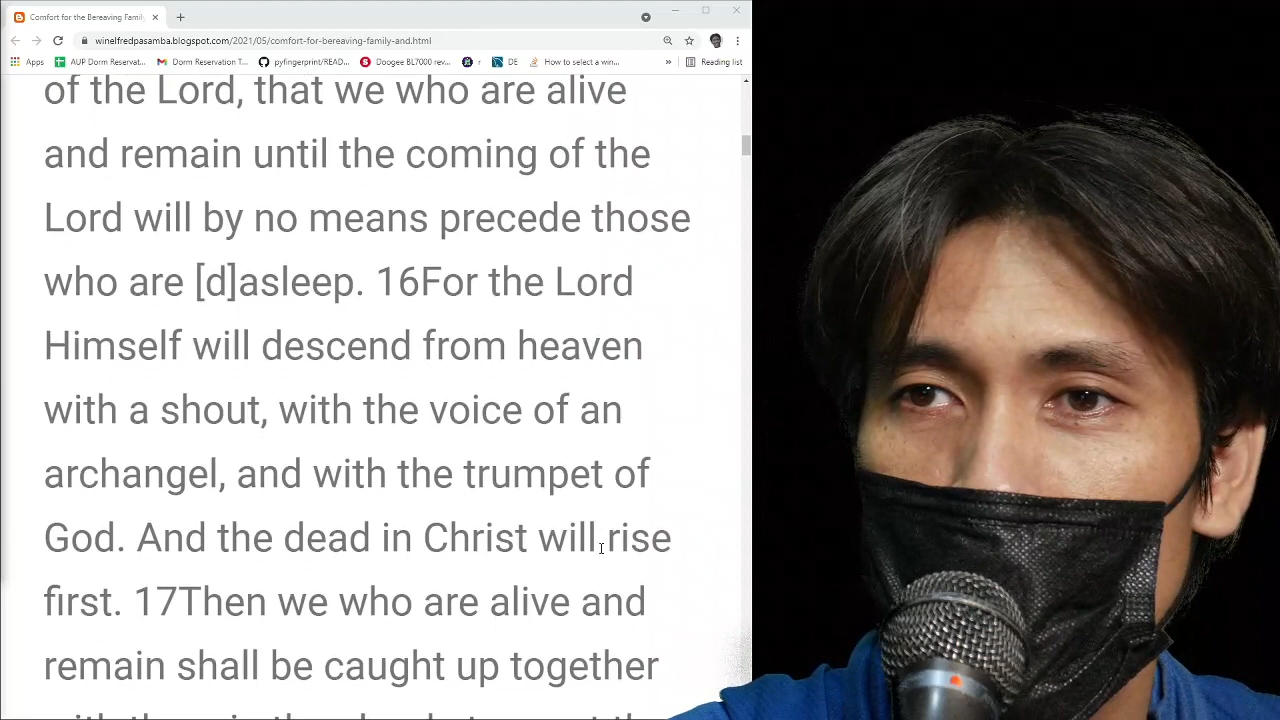 Comfort for the Bereaving Family
winelfredpasamba.blogspot.com/2021/05/comfort-for-bereaving-family-and.html
Apps
AUP Dorm Reservat...
Dorm Reservation T...
pyfingerprint/READ...
Doogee BL7000 rev...
r
DE
How to select a win...
»
Reading list
of the Lord, that we who are alive
and remain until the coming of the
Lord will by no means precede those
who are [d]asleep. 16For the Lord
Himself will descend from heaven
with a shout, with the voice of an
archangel, and with the trumpet of
God. And the dead in Christ will rise
first. 17Then we who are alive and
remain shall be caught up together